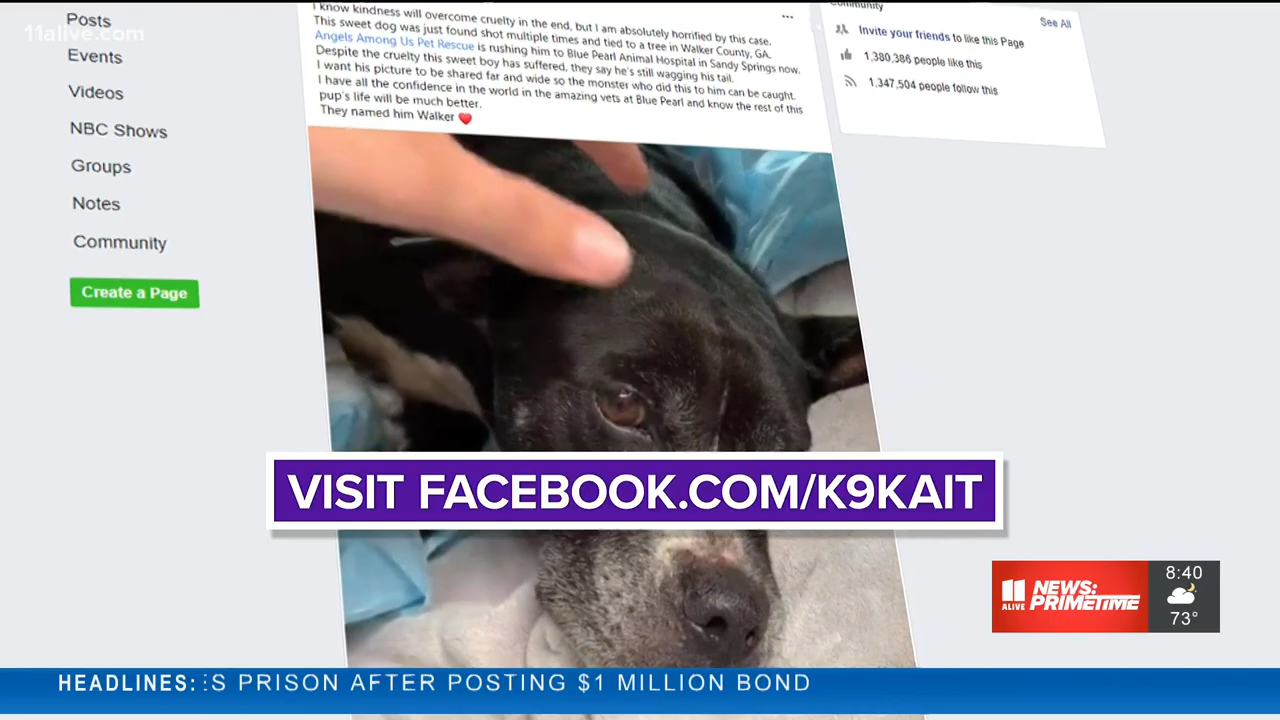 11alive.com
Posts
Events
Videos
NBC Shows
Groups
Notes
Community
Create a Page
I know kindness will overcome cruelty in the end, but I am absolutely horrified by this case.
This sweet dog was just found shot multiple times and tied to a tree in Walker County, GA.
Angels Among Us Pet Rescue is rushing him to Blue Pearl Animal Hospital in Sandy Springs now.
Despite the cruelty this sweet boy has suffered, they say he's still wagging his tail.
I want his picture to be shared far and wide so the monster who did this to him can be caught.
I have all the confidence in the world in the amazing vets at Blue Pearl and know the rest of this
pup's life will be much better.
They named him Walker ❤️
Community
See All
Invite your friends to like this Page
1,380,386 people like this
1,347,504 people follow this
VISIT FACEBOOK.COM/K9KAIT
11 ALIVE NEWS: PRIMETIME
8:40
73°
HEADLINES: S PRISON AFTER POSTING $1 MILLION BOND